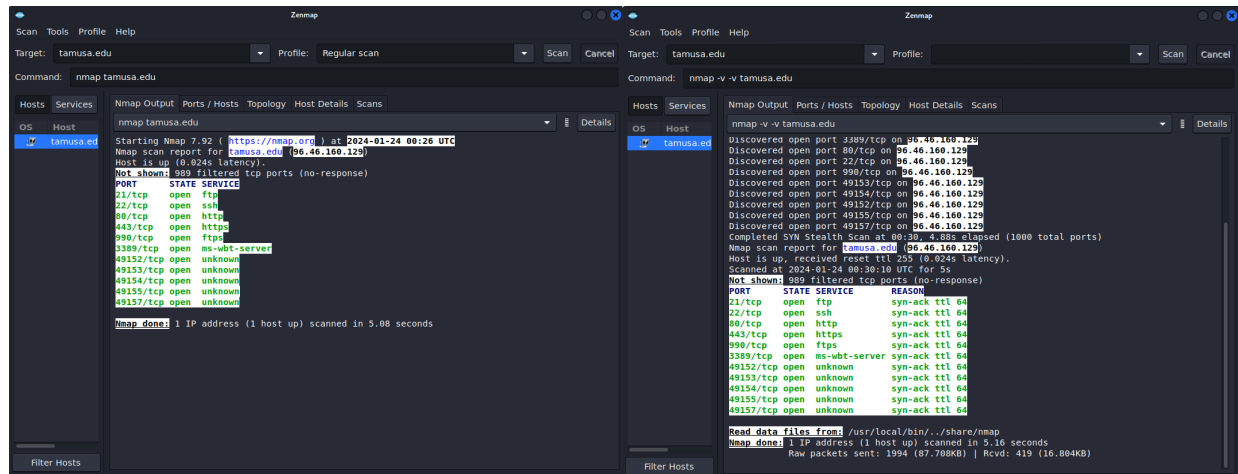 Zenmap
Scan Tools Profile Help
Target: tamusa.edu Profile: Regular scan Scan Cancel
Command: nmap tamusa.edu
Hosts Services Nmap Output Ports / Hosts Topology Host Details Scans
OS Host nmap tamusa.edu Details
tamusa.ed
Starting Nmap 7.92 ( https://nmap.org ) at 2024-01-24 00:26 UTC
Nmap scan report for tamusa.edu (96.46.160.129)
Host is up (0.024s latency).
Not shown: 989 filtered tcp ports (no-response)
PORT STATE SERVICE
21/tcp open ftp
22/tcp open ssh
80/tcp open http
443/tcp open https
990/tcp open ftps
3389/tcp open ms-wbt-server
49152/tcp open unknown
49153/tcp open unknown
49154/tcp open unknown
49155/tcp open unknown
49157/tcp open unknown
Nmap done: 1 IP address (1 host up) scanned in 5.08 seconds
Filter Hosts
Zenmap
Scan Tools Profile Help
Target: tamusa.edu Profile: Scan Cancel
Command: nmap -v -v tamusa.edu
Hosts Services Nmap Output Ports / Hosts Topology Host Details Scans
OS Host nmap -v -v tamusa.edu Details
tamusa.ed
Discovered open port 3389/tcp on 96.46.160.129
Discovered open port 80/tcp on 96.46.160.129
Discovered open port 22/tcp on 96.46.160.129
Discovered open port 990/tcp on 96.46.160.129
Discovered open port 49153/tcp on 96.46.160.129
Discovered open port 49154/tcp on 96.46.160.129
Discovered open port 49152/tcp on 96.46.160.129
Discovered open port 49155/tcp on 96.46.160.129
Discovered open port 49157/tcp on 96.46.160.129
Completed SYN Stealth Scan at 00:30, 4.88s elapsed (1000 total ports)
Nmap scan report for tamusa.edu (96.46.160.129)
Host is up, received reset ttl 255 (0.024s latency).
Scanned at 2024-01-24 00:30:10 UTC for 5s
Not shown: 989 filtered tcp ports (no-response)
PORT STATE SERVICE REASON
21/tcp open ftp syn-ack ttl 64
22/tcp open ssh syn-ack ttl 64
80/tcp open http syn-ack ttl 64
443/tcp open https syn-ack ttl 64
990/tcp open ftps syn-ack ttl 64
3389/tcp open ms-wbt-server syn-ack ttl 64
49152/tcp open unknown syn-ack ttl 64
49153/tcp open unknown syn-ack ttl 64
49154/tcp open unknown syn-ack ttl 64
49155/tcp open unknown syn-ack ttl 64
49157/tcp open unknown syn-ack ttl 64
Read data files from: /usr/local/bin/../share/nmap
Nmap done: 1 IP address (1 host up) scanned in 5.16 seconds
Raw packets sent: 1994 (87.708KB) | Rcvd: 419 (16.804KB)
Filter Hosts